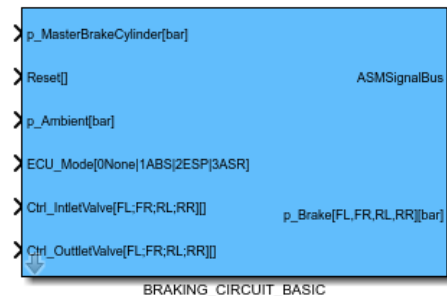 p_MasterBrakeCylinder[bar]
Reset[]
ASMSignalBus
p_Ambient[bar]
ECU_Mode[0None|1ABS|2ESP|3ASR]
Ctrl_IntletValve[FL;FR;RL;RR][]
p_Brake[FL,FR,RL,RR][bar]
Ctrl_OuttletValve[FL;FR;RL;RR][]
BRAKING_CIRCUIT_BASIC